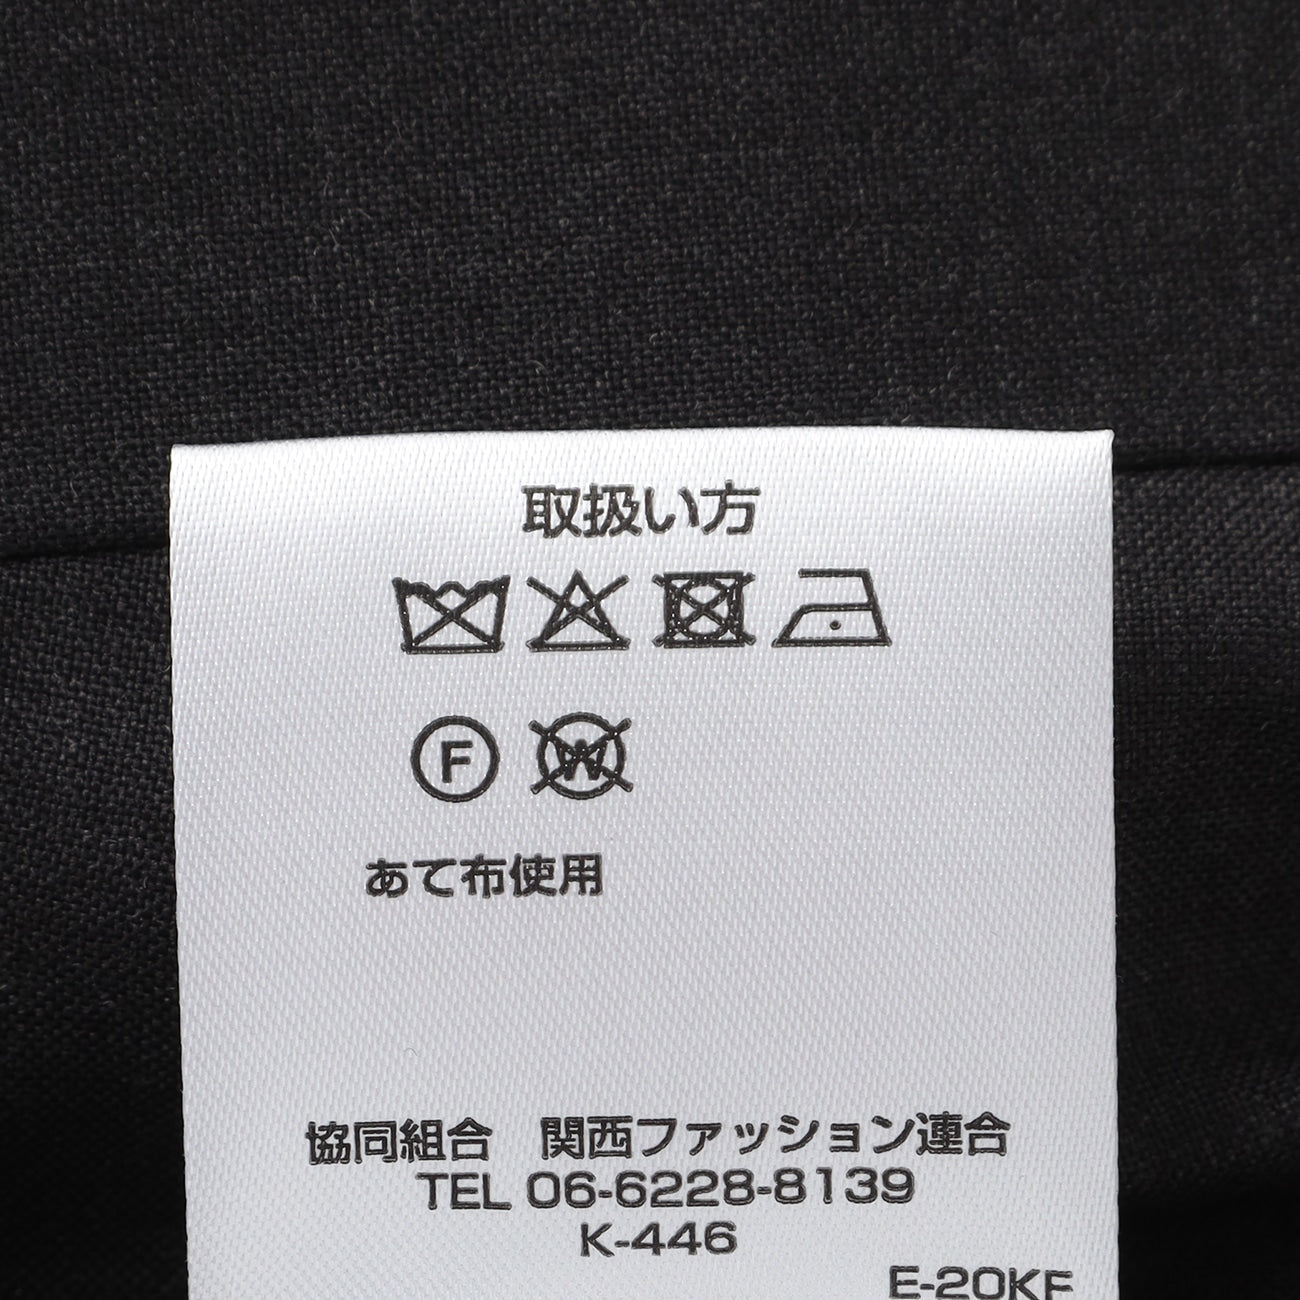 取扱い方
F W
あて布使用
協同組合 関西ファッション連合
TEL 06-6228-8139
K-446
E-20KF